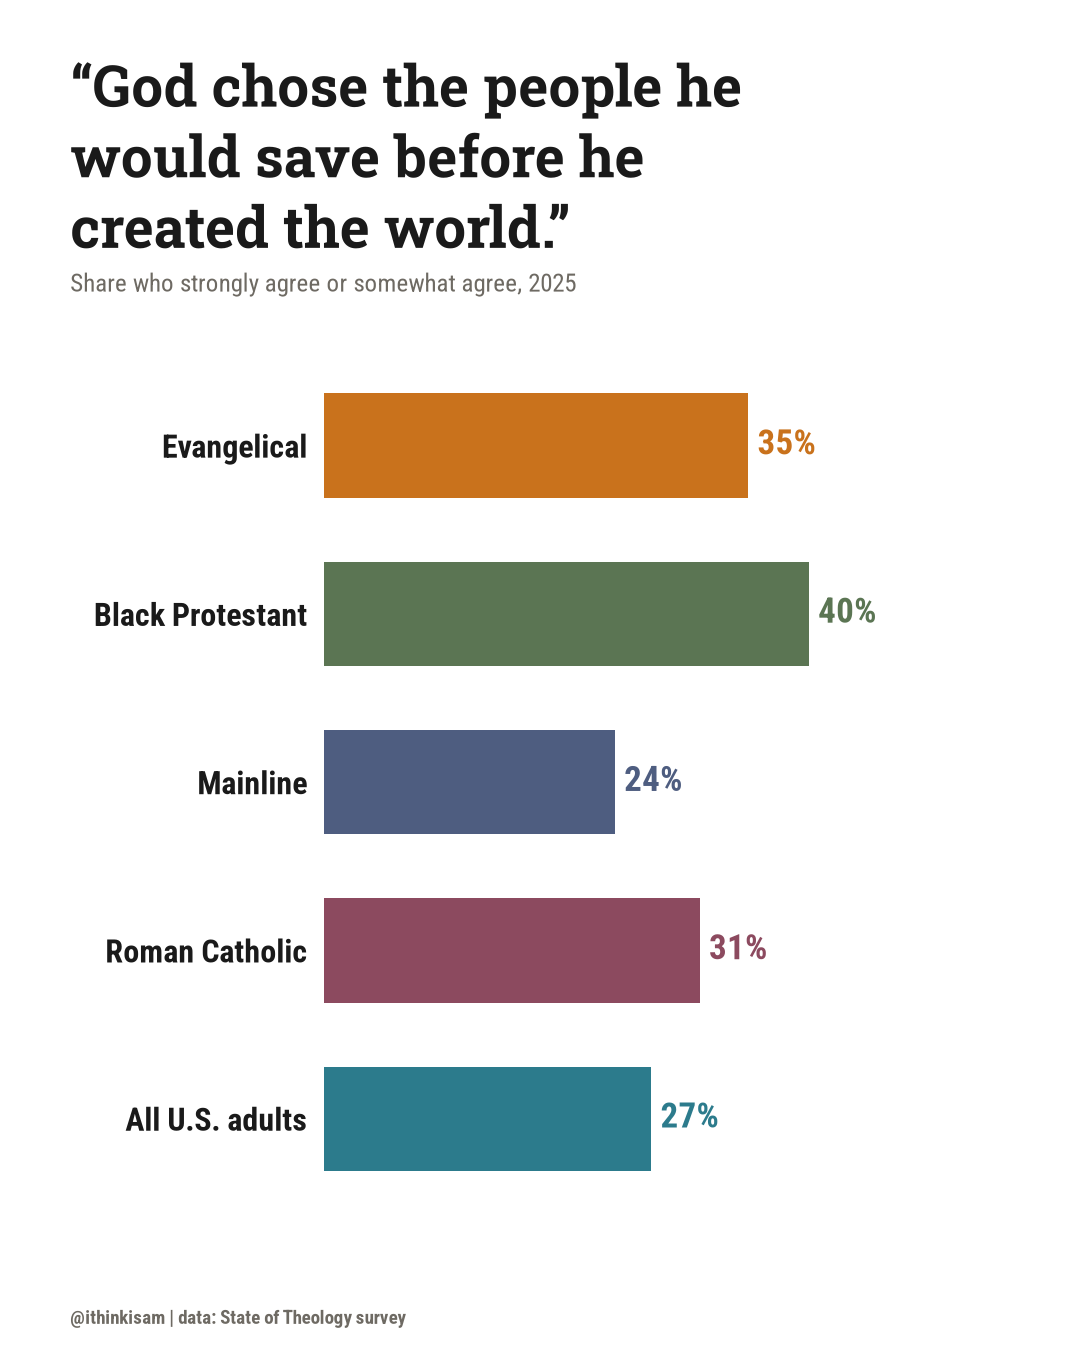 “God chose the people he
would save before he
created the world.”
Share who strongly agree or somewhat agree, 2025
Evangelical 35%
Black Protestant 40%
Mainline 24%
Roman Catholic 31%
All U.S. adults 27%
@ithinkisam | data: State of Theology survey